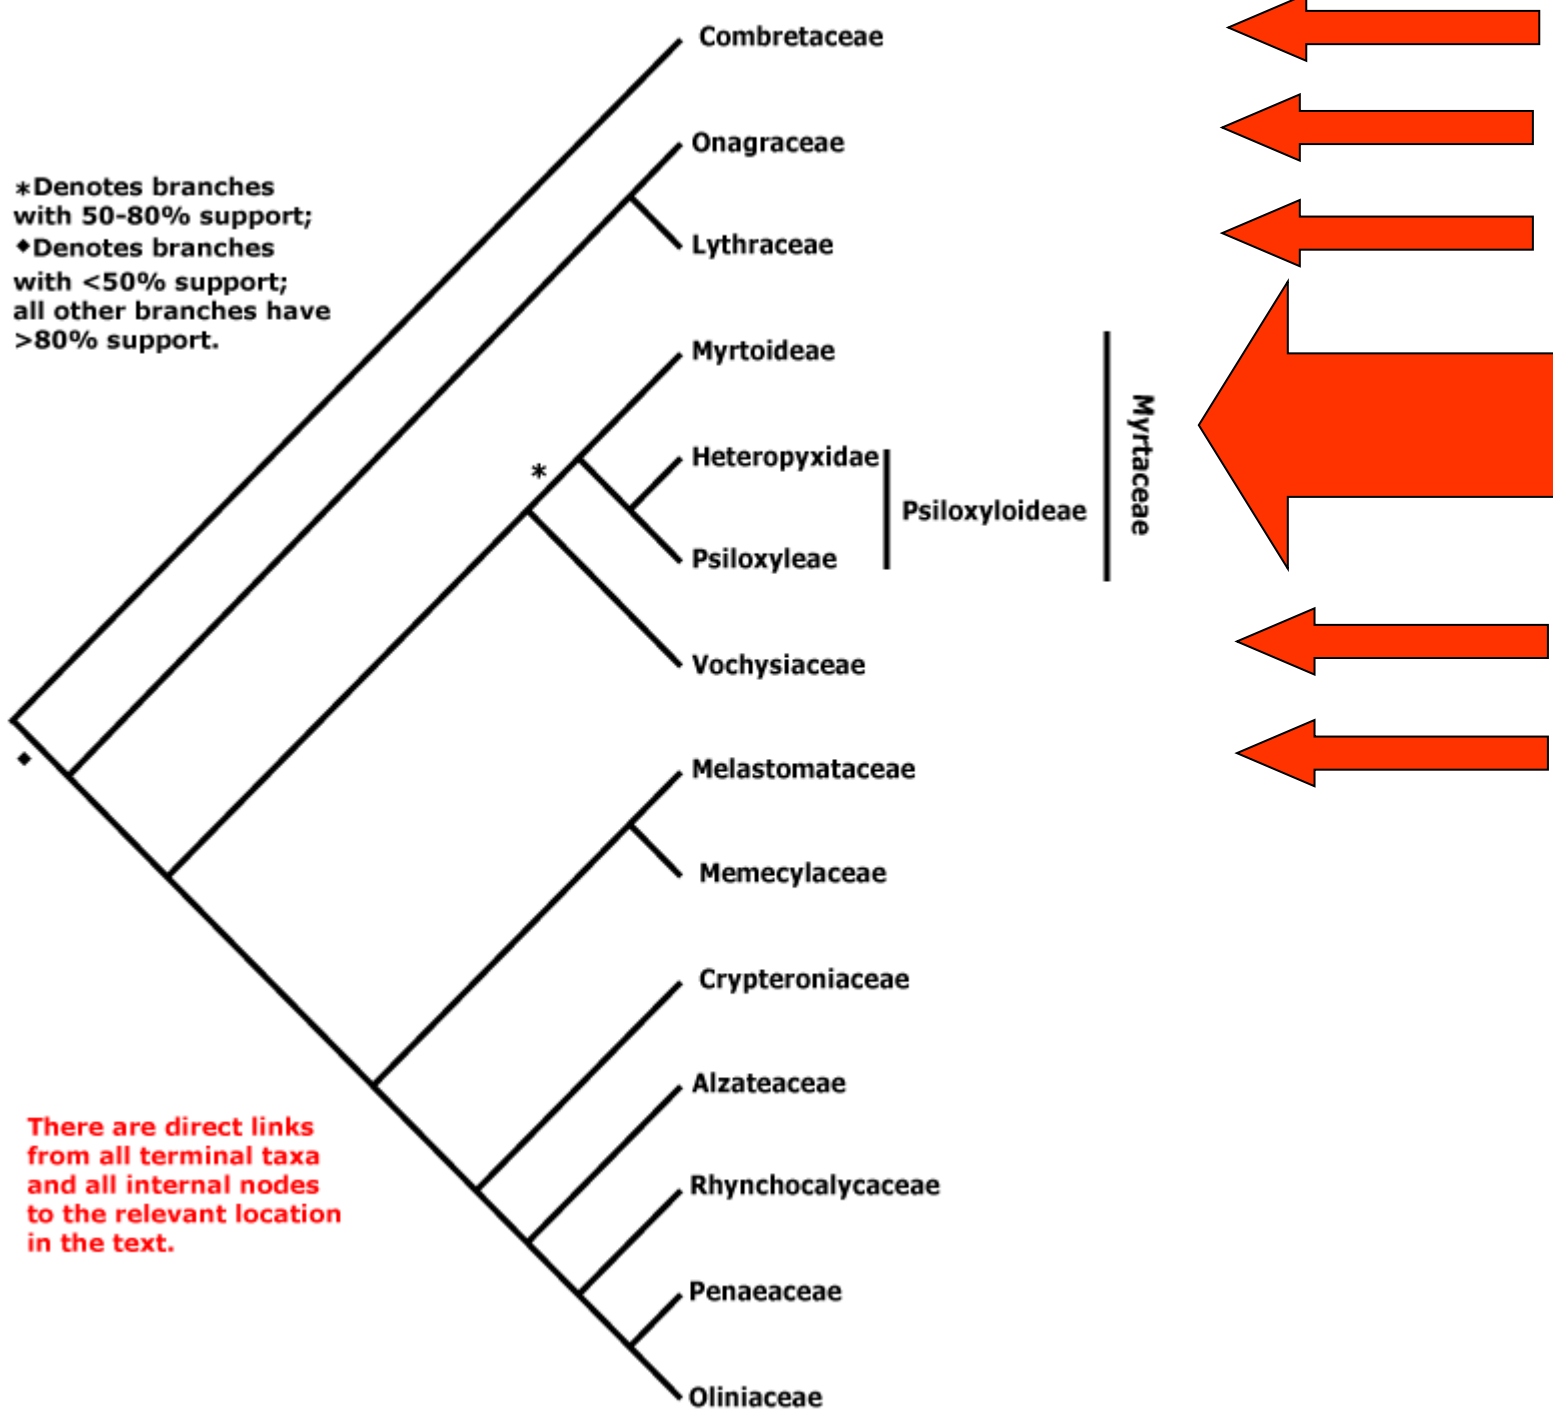 Combretaceae
Onagraceae
*Denotes branches
with 50-80% support;
◆Denotes branches
with <50% support;
all other branches have
>80% support.
Lythraceae
Myrtoideae
Heteropyxidae
*
Psiloxyloideae
Myrtaceae
Psiloxyleae
Vochysiaceae
◆
Melastomataceae
Memecylaceae
Crypteroniaceae
Alzateaceae
There are direct links
from all terminal taxa
and all internal nodes
to the relevant location
in the text.
Rhynchocalycaceae
Penaeaceae
Oliniaceae